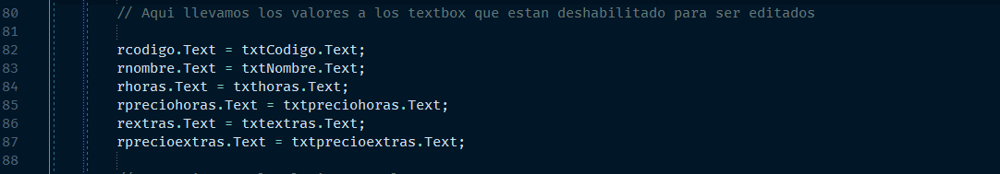 80 // Aqui llevamos los valores a los textbox que estan deshabilitado para ser editados
81
82 rcodigo.Text = txtCodigo.Text;
83 rnombre.Text = txtNombre.Text;
84 rhoras.Text = txthoras.Text;
85 rpreciohoras.Text = txtpreciohoras.Text;
86 rextras.Text = txtextras.Text;
87 rprecioextras.Text = txtprecioextras.Text;
88